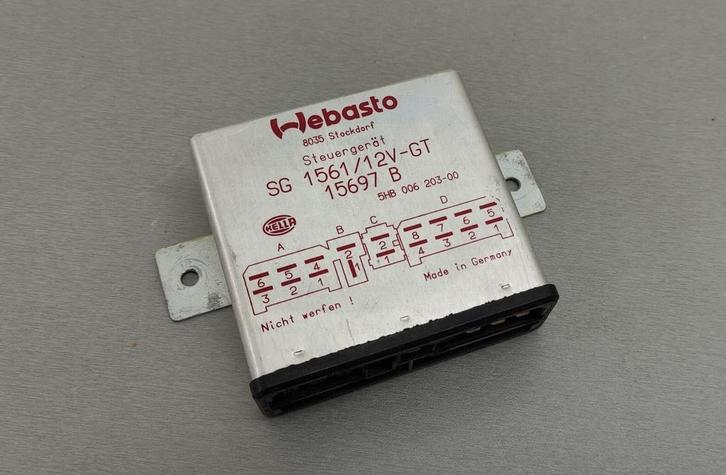 Webasto
8035 Stockdorf
Steuergerät
SG 1561/12V-GT
15697 B
5HB 006 203-00
HELLA
A B C D
6 5 4 2 2 8 7 6 5
3 2 1 1 1 4 3 2 1
Nicht werfen !
Made in Germany